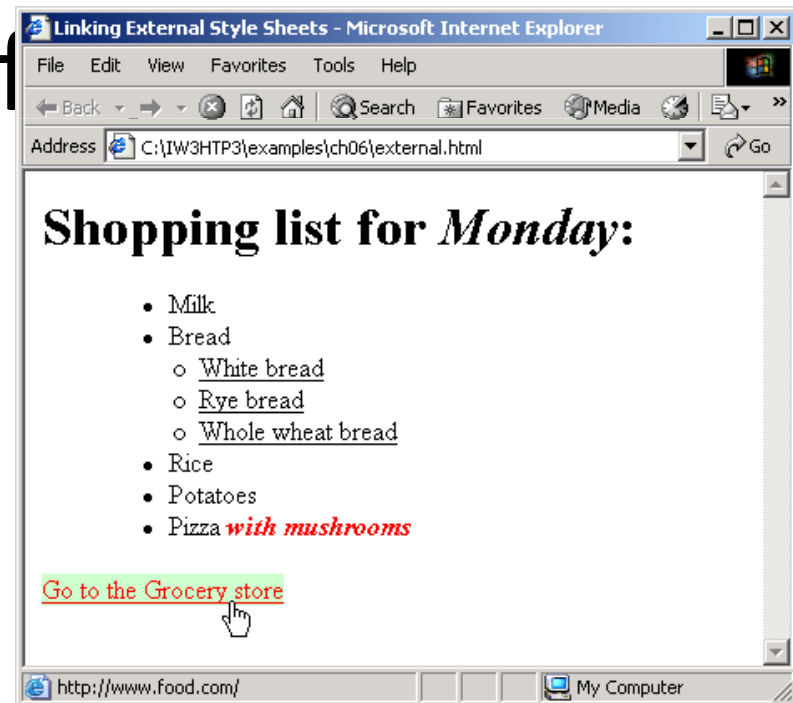 f
Linking External Style Sheets - Microsoft Internet Explorer
File Edit View Favorites Tools Help
Back Search Favorites Media »
Address C:\IW3HTP3\examples\ch06\external.html Go
Shopping list for Monday:
• Milk
• Bread
o White bread
o Rye bread
o Whole wheat bread
• Rice
• Potatoes
• Pizza with mushrooms
Go to the Grocery store
http://www.food.com/ My Computer